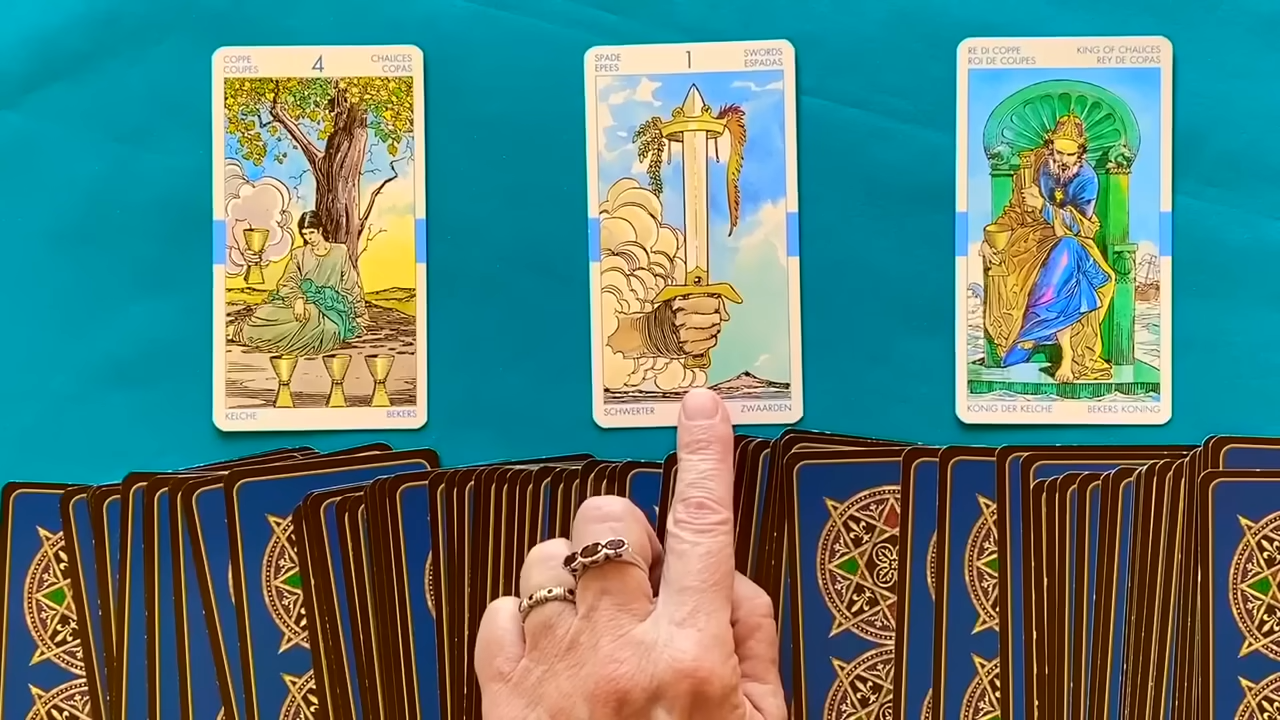 COPPE
COUPES
4
CHALICES
COPAS
KELCHE
BEKERS
SPADE
EPEES
1
SWORDS
ESPADAS
SCHWERTER
ZWAARDEN
RE DI COPPE
ROI DE COUPES
KING OF CHALICES
REY DE COPAS
KÖNIG DER KELCHE
BEKERS KONING